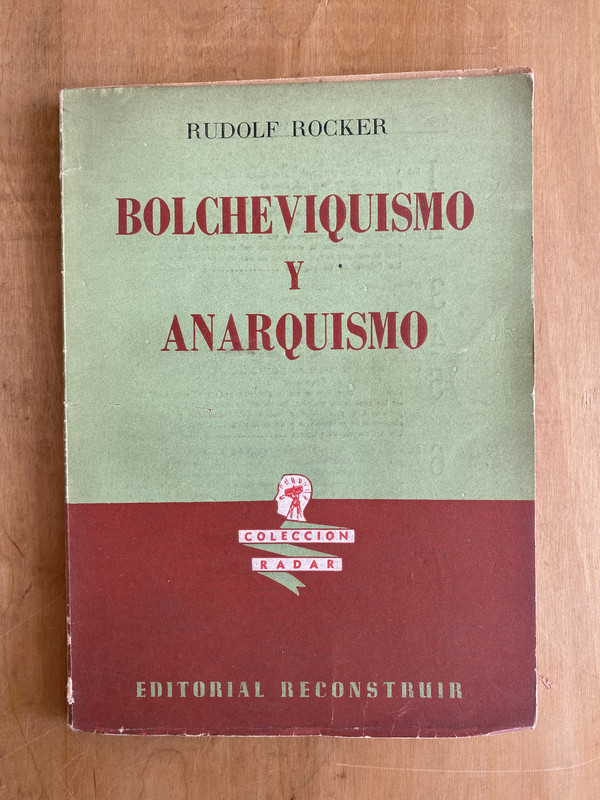 RUDOLF ROCKER
BOLCHEVIQUISMO
Y
ANARQUISMO
COLECCION
RADAR
EDITORIAL RECONSTRUIR